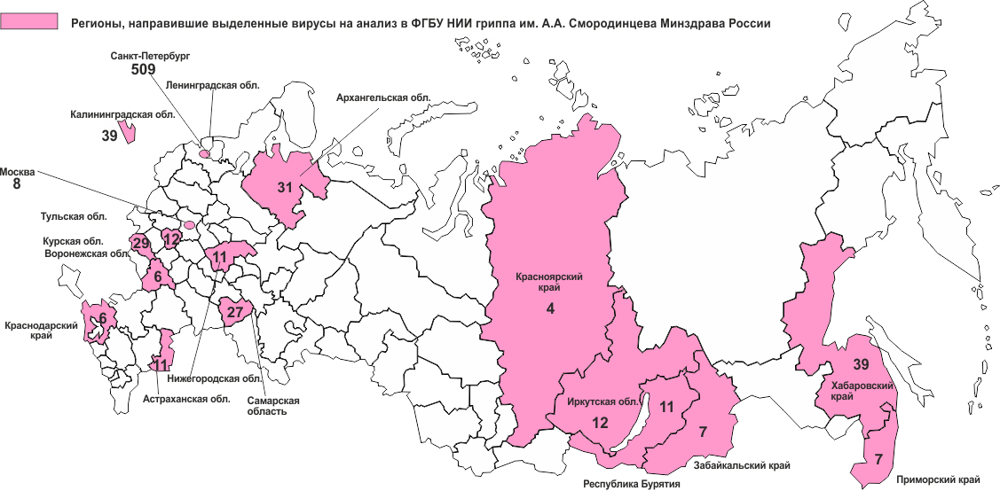 Регионы, направившие выделенные вирусы на анализ в ФГБУ НИИ гриппа им. А.А. Смородинцева Минздрава России
Санкт-Петербург
509
Ленинградская обл.
Архангельская обл.
Калининградская обл.
39
Москва
8
31
Тульская обл.
Курская обл.
Воронежская обл.
29
12
11
6
Красноярский
край
4
Краснодарский
край
6
27
11
Нижегородская обл.
Астраханская обл.
Самарская
область
39
Хабаровский
край
Иркутская обл.
12
11
7
7
Забайкальский край
Республика Бурятия
Приморский край